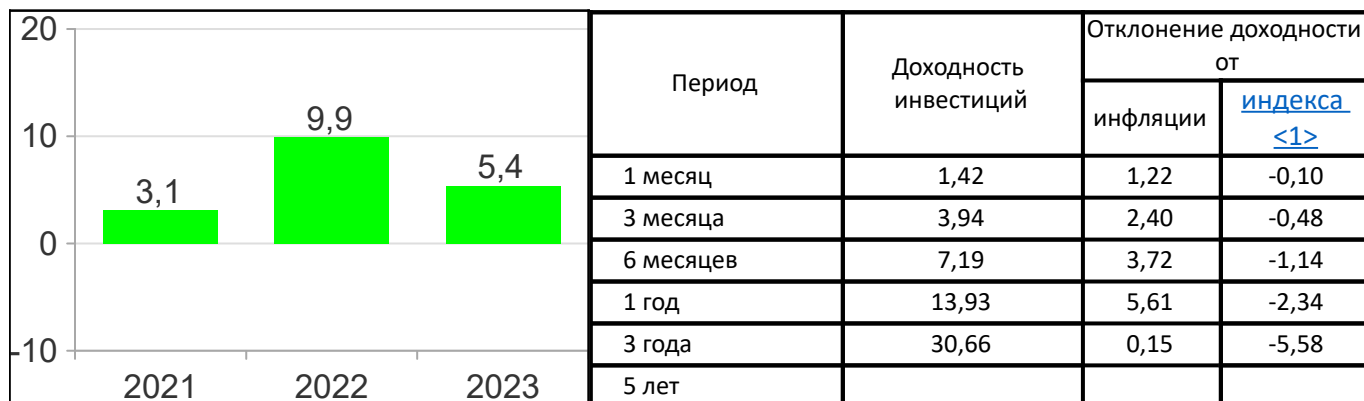 20
10
0
-10
3,1
9,9
5,4
2021 2022 2023
Период
Доходность
инвестиций
Отклонение доходности
от
инфляции
индекса
<1>
1 месяц 1,42 1,22 -0,10
3 месяца 3,94 2,40 -0,48
6 месяцев 7,19 3,72 -1,14
1 год 13,93 5,61 -2,34
3 года 30,66 0,15 -5,58
5 лет